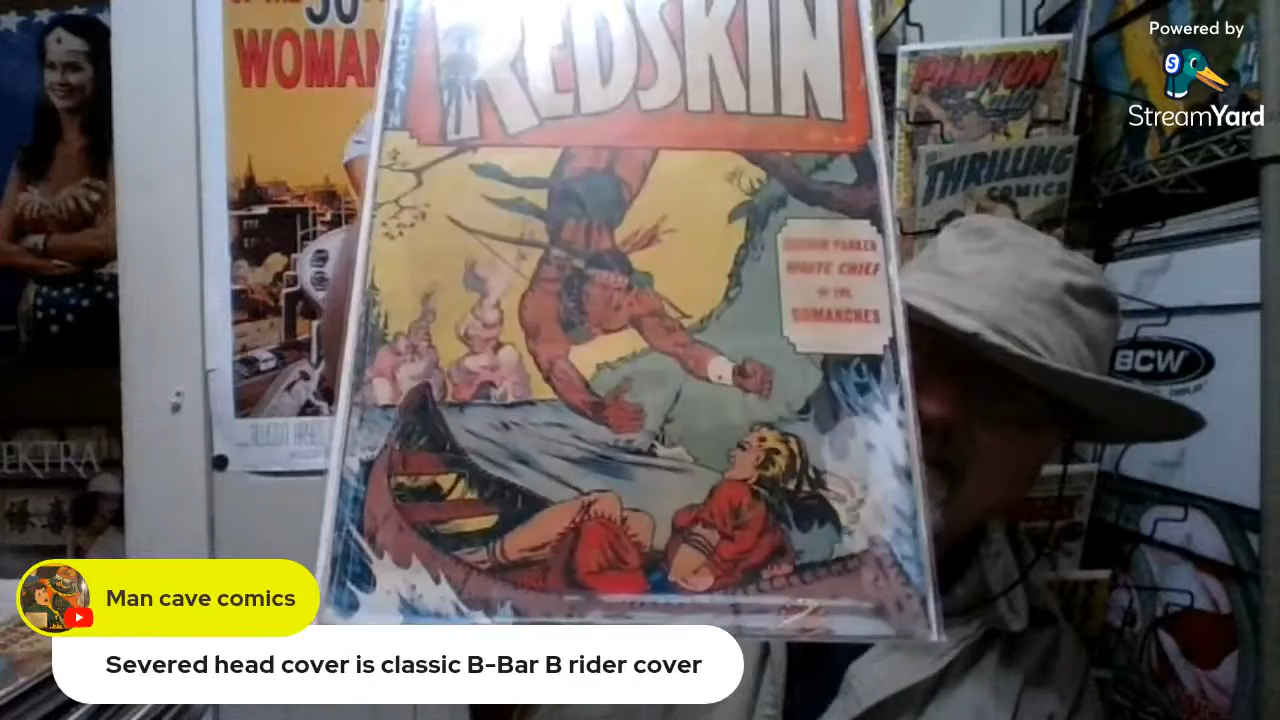 50
WOMAN
REDSKIN
PHANTOM
THRILLING
COMICS
WHITE CHIEF
OF THE
COMANCHES
BCW
EKTRA
Powered by
StreamYard
Man cave comics
Severed head cover is classic B-Bar B rider cover